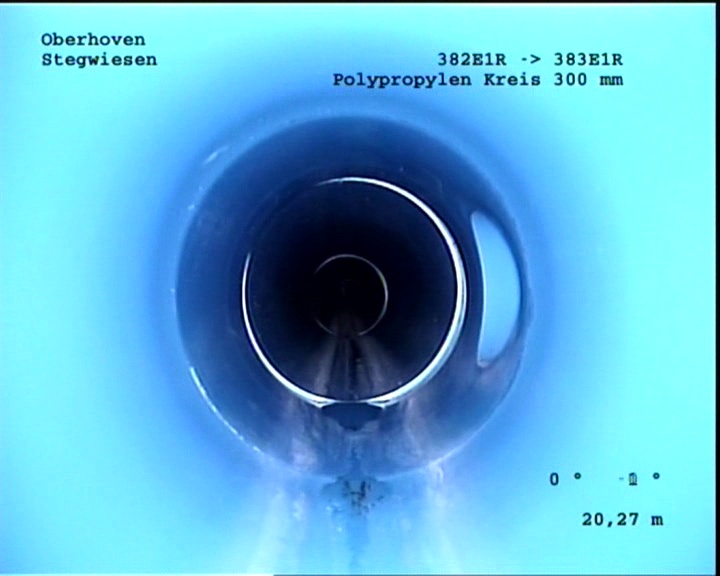 Oberhoven
Stegwiesen
382E1R -> 383E1R
Polypropylen Kreis 300 mm
0 °
20,27 m